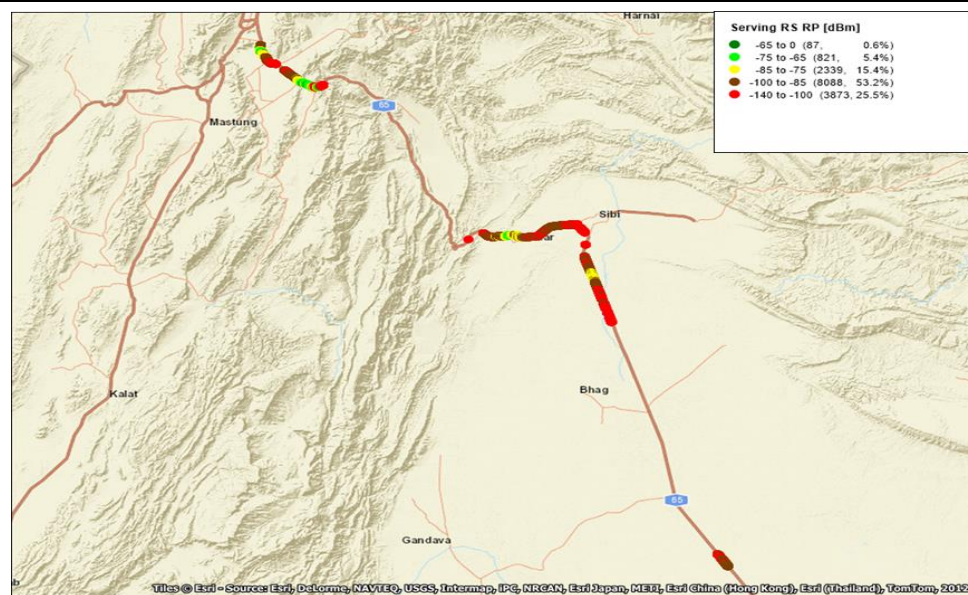 Harnai
Serving RS RP [dBm]
-65 to 0 (87, 0.6%)
-75 to -65 (821, 5.4%)
-85 to -75 (2339, 15.4%)
-100 to -85 (8088, 53.2%)
-140 to -100 (3873, 25.5%)
65
Mastung
Sibi
ar
Kalat
Bhag
65
Gandava
Tiles © Esri - Source: Esri, DeLorme, NAVTEQ, USGS, Intermap, iPC, NRCAN, Esri Japan, METI, Esri China (Hong Kong), Esri (Thailand), TomTom, 2012